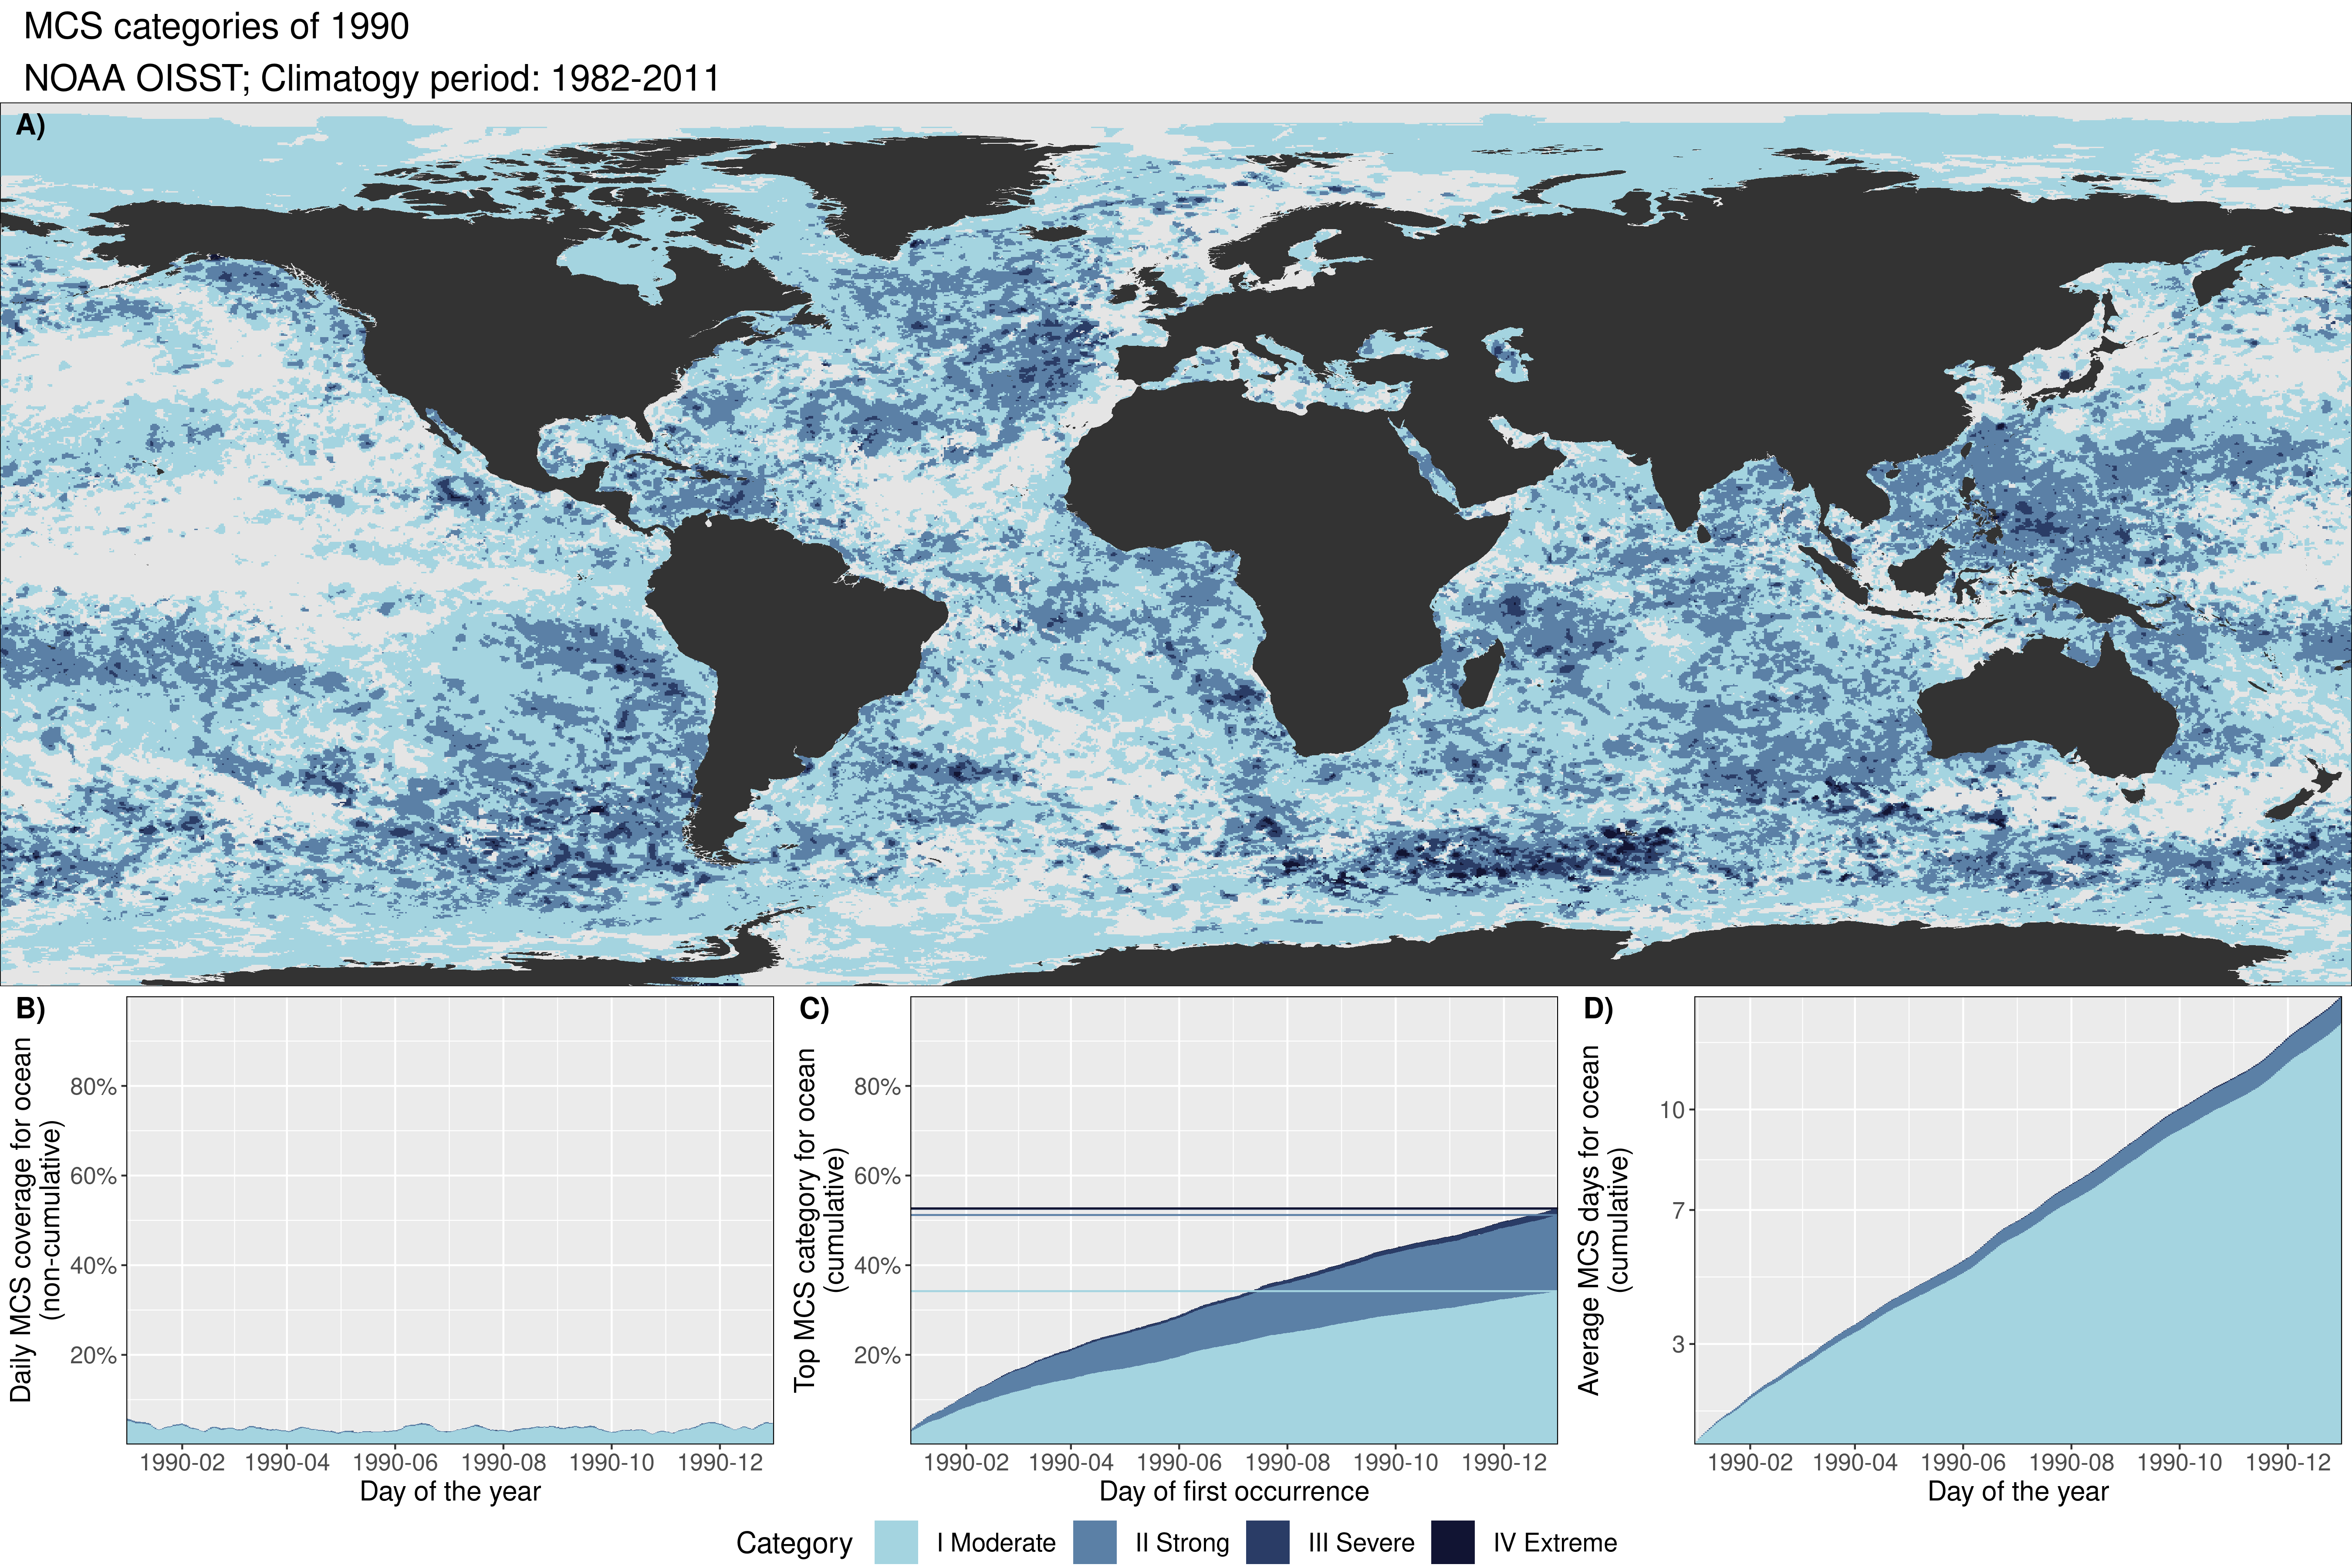 MCS categories of 1990
NOAA OISST; Climatogy period: 1982-2011
A)
B)
Daily MCS coverage for ocean
(non-cumulative)
80%
60%
40%
20%
1990-02 1990-04 1990-06 1990-08 1990-10 1990-12
Day of the year
C)
Top MCS category for ocean
(cumulative)
80%
60%
40%
20%
1990-02 1990-04 1990-06 1990-08 1990-10 1990-12
Day of first occurrence
D)
Average MCS days for ocean
(cumulative)
10
7
3
1990-02 1990-04 1990-06 1990-08 1990-10 1990-12
Day of the year
Category I Moderate II Strong III Severe IV Extreme